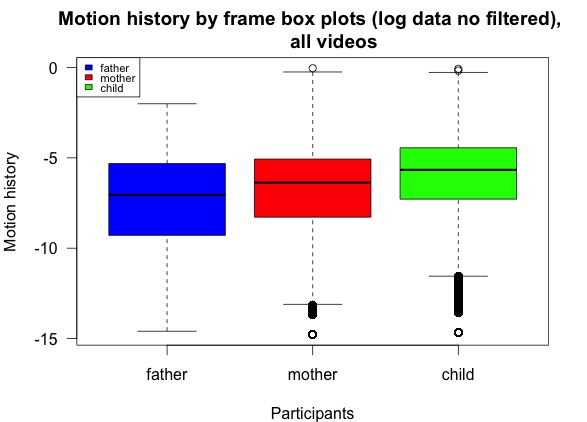 Motion history by frame box plots (log data no filtered),
all videos
father
mother
child
Motion history
0
-5
-10
-15
father mother child
Participants